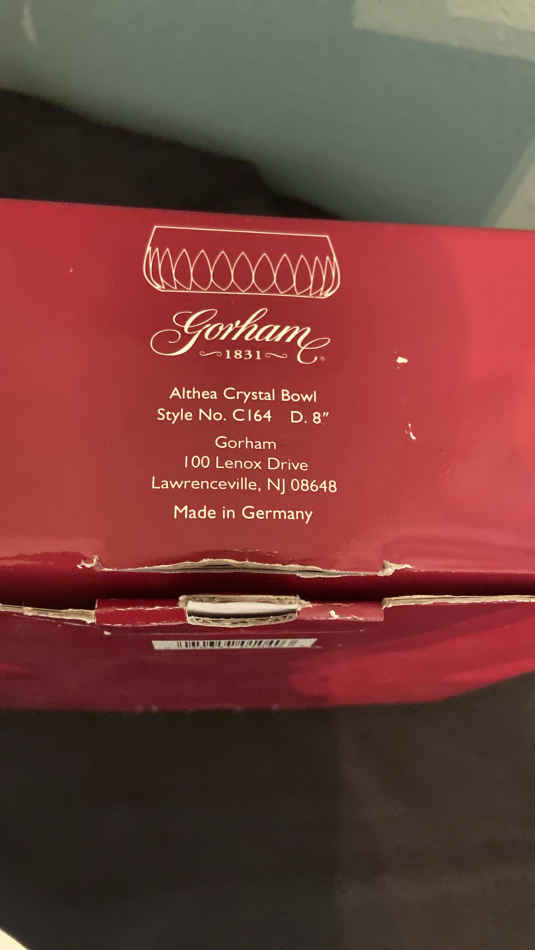 Gorham®
~1831~
Althea Crystal Bowl
Style No. C164 D. 8"
Gorham
100 Lenox Drive
Lawrenceville, NJ 08648
Made in Germany